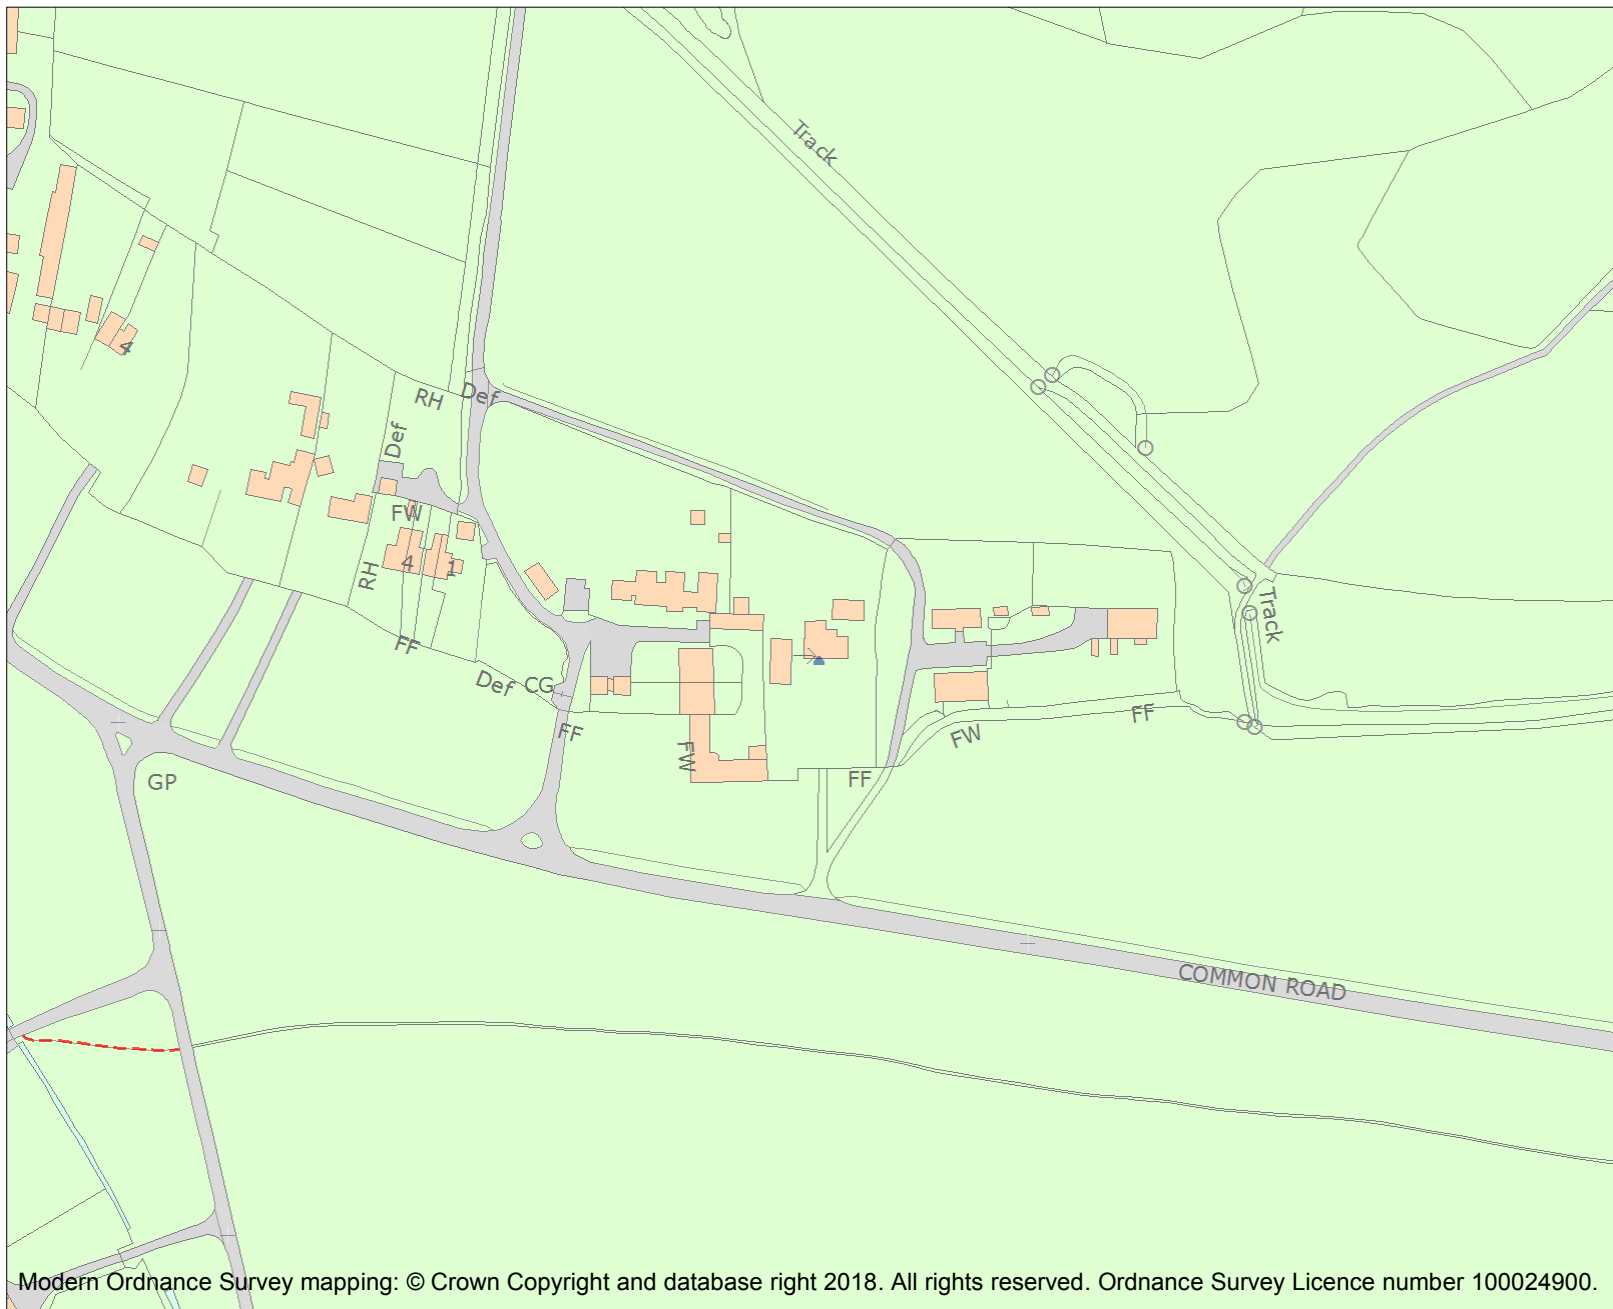 Track
4
RH
Def
Def
FW
4
1
RH
FF
Def
CG
FF
FW
FF
FW
FF
Track
GP
COMMON ROAD
Modern Ordnance Survey mapping: © Crown Copyright and database right 2018. All rights reserved. Ordnance Survey Licence number 100024900.